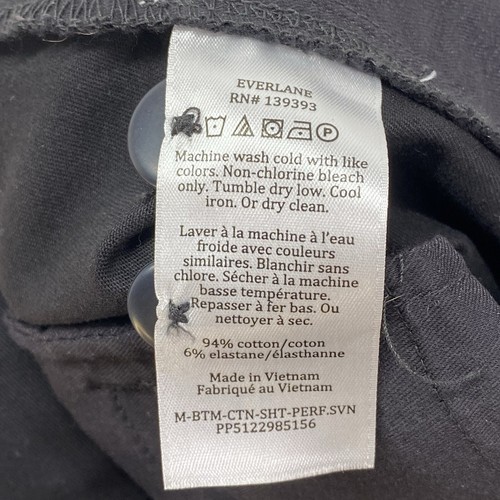 EVERLANE
RN# 139393
P
Machine wash cold with like
colors. Non-chlorine bleach
only. Tumble dry low. Cool
iron. Or dry clean.
Laver à la machine à l'eau
froide avec couleurs
similaires. Blanchir sans
chlore. Sécher à la machine
basse température.
Repasser à fer bas. Ou
nettoyer à sec.
94% cotton/coton
6% elastane/élasthanne
Made in Vietnam
Fabriqué au Vietnam
M-BTM-CTN-SHT-PERF.SVN
PP5122985156